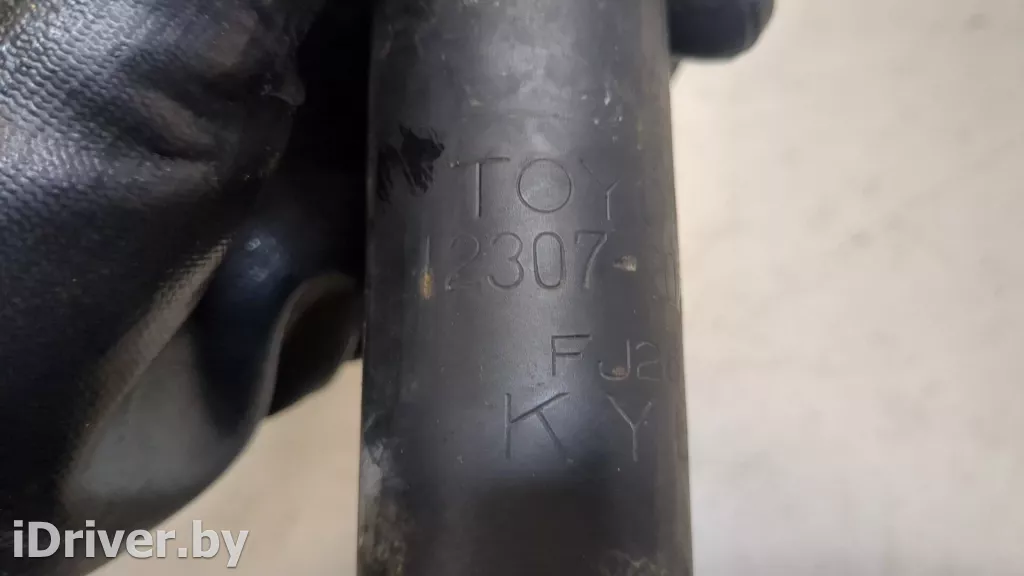 TOY
12307-
FJ2
KY
iDriver.by